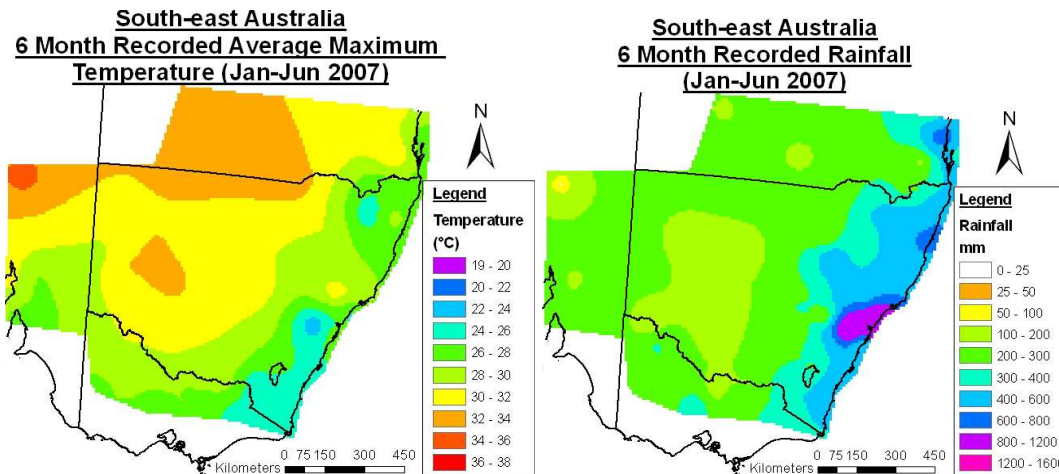 South-east Australia
6 Month Recorded Average Maximum
Temperature (Jan-Jun 2007)
N
Legend
Temperature
(°C)
19 - 20
20 - 22
22 - 24
24 - 26
26 - 28
28 - 30
30 - 32
32 - 34
34 - 36
36 - 38
0 75 150 300 450
Kilometers
South-east Australia
6 Month Recorded Rainfall
(Jan-Jun 2007)
N
Legend
Rainfall
mm
0 - 25
25 - 50
50 - 100
100 - 200
200 - 300
300 - 400
400 - 600
600 - 800
800 - 1200
1200 - 160
0 75 150 300 450
Kilometers